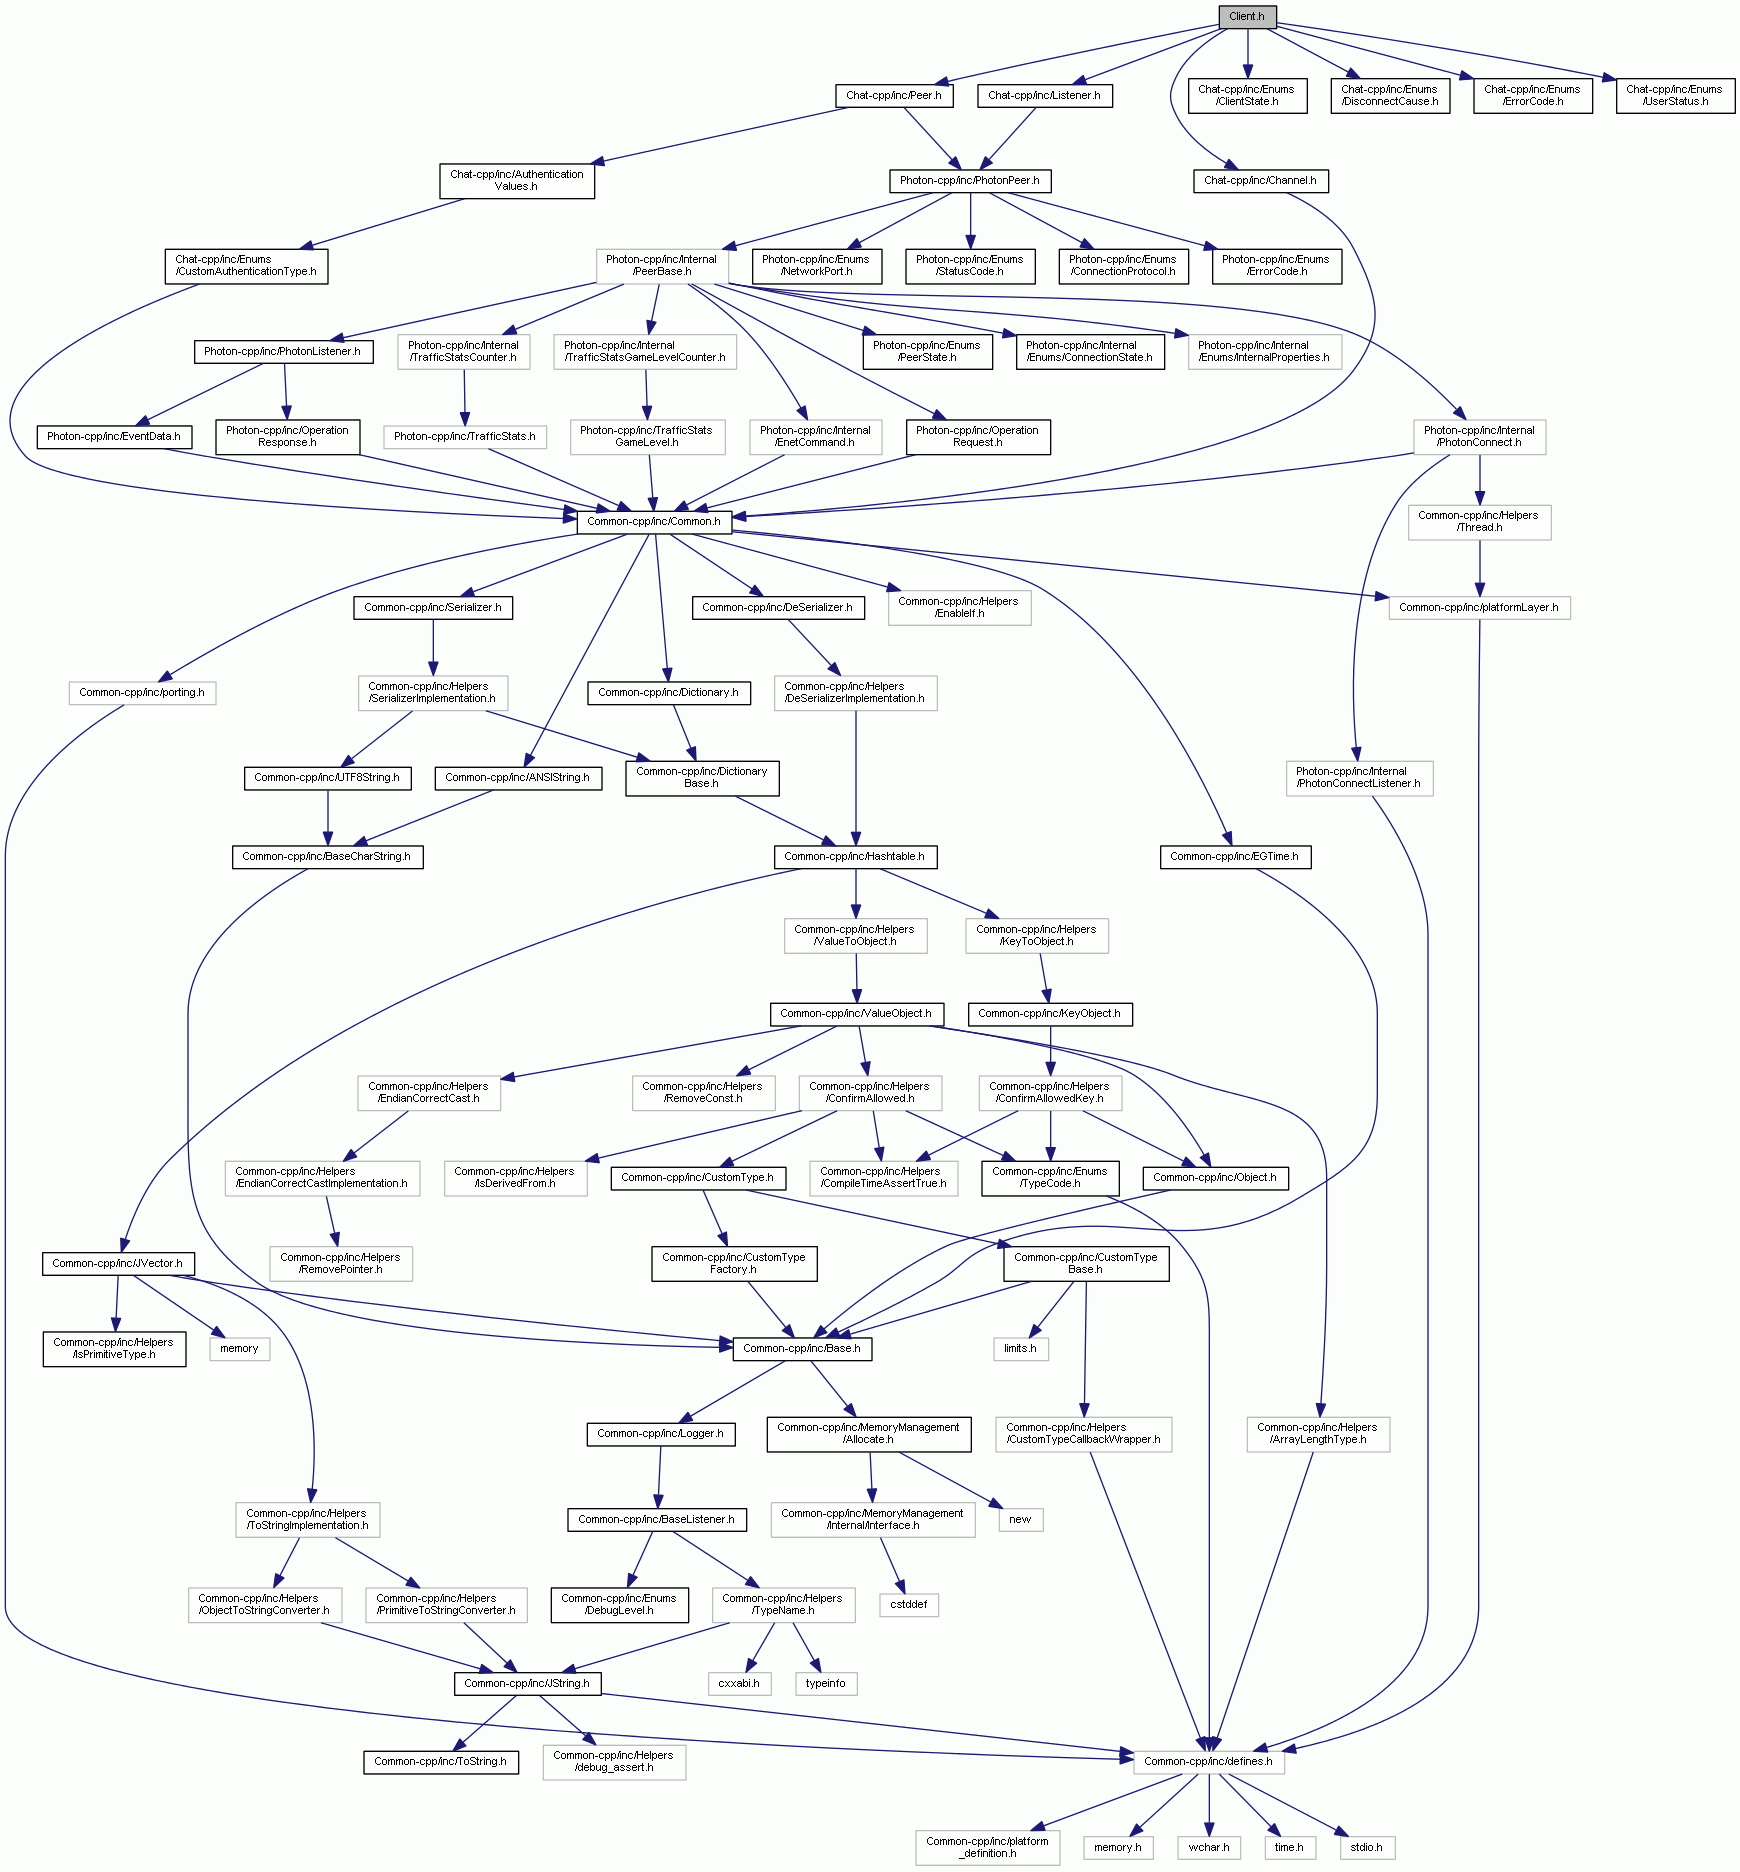 Client.h
Chat-cpp/inc/Peer.h
Chat-cpp/inc/Listener.h
Chat-cpp/inc/Enums
/ClientState.h
Chat-cpp/inc/Enums
/DisconnectCause.h
Chat-cpp/inc/Enums
/ErrorCode.h
Chat-cpp/inc/Enums
/UserStatus.h
Chat-cpp/inc/Authentication
Values.h
Photon-cpp/inc/PhotonPeer.h
Chat-cpp/inc/Channel.h
Chat-cpp/inc/Enums
/CustomAuthenticationType.h
Photon-cpp/inc/Internal
/PeerBase.h
Photon-cpp/inc/Enums
/NetworkPort.h
Photon-cpp/inc/Enums
/StatusCode.h
Photon-cpp/inc/Enums
/ConnectionProtocol.h
Photon-cpp/inc/Enums
/ErrorCode.h
Photon-cpp/inc/PhotonListener.h
Photon-cpp/inc/Internal
/TrafficStatsCounter.h
Photon-cpp/inc/Internal
/TrafficStatsGameLevelCounter.h
Photon-cpp/inc/Enums
/PeerState.h
Photon-cpp/inc/Internal
/Enums/ConnectionState.h
Photon-cpp/inc/Internal
/Enums/InternalProperties.h
Photon-cpp/inc/EventData.h
Photon-cpp/inc/Operation
Response.h
Photon-cpp/inc/TrafficStats.h
Photon-cpp/inc/TrafficStats
GameLevel.h
Photon-cpp/inc/Internal
/EnetCommand.h
Photon-cpp/inc/Operation
Request.h
Photon-cpp/inc/Internal
/PhotonConnect.h
Common-cpp/inc/Common.h
Common-cpp/inc/Helpers
/Thread.h
Common-cpp/inc/Serializer.h
Common-cpp/inc/DeSerializer.h
Common-cpp/inc/Helpers
/EnableIf.h
Common-cpp/inc/platformLayer.h
Common-cpp/inc/porting.h
Common-cpp/inc/Helpers
/SerializerImplementation.h
Common-cpp/inc/Dictionary.h
Common-cpp/inc/Helpers
/DeSerializerImplementation.h
Common-cpp/inc/UTF8String.h
Common-cpp/inc/ANSIString.h
Common-cpp/inc/Dictionary
Base.h
Photon-cpp/inc/Internal
/PhotonConnectListener.h
Common-cpp/inc/BaseCharString.h
Common-cpp/inc/Hashtable.h
Common-cpp/inc/EGTime.h
Common-cpp/inc/Helpers
/ValueToObject.h
Common-cpp/inc/Helpers
/KeyToObject.h
Common-cpp/inc/ValueObject.h
Common-cpp/inc/KeyObject.h
Common-cpp/inc/Helpers
/EndianCorrectCast.h
Common-cpp/inc/Helpers
/RemoveConst.h
Common-cpp/inc/Helpers
/ConfirmAllowed.h
Common-cpp/inc/Helpers
/ConfirmAllowedKey.h
Common-cpp/inc/Helpers
/EndianCorrectCastImplementation.h
Common-cpp/inc/Helpers
/IsDerivedFrom.h
Common-cpp/inc/CustomType.h
Common-cpp/inc/Helpers
/CompileTimeAssertTrue.h
Common-cpp/inc/Enums
/TypeCode.h
Common-cpp/inc/Object.h
Common-cpp/inc/JVector.h
Common-cpp/inc/Helpers
/RemovePointer.h
Common-cpp/inc/CustomType
Factory.h
Common-cpp/inc/CustomType
Base.h
Common-cpp/inc/Helpers
/IsPrimitiveType.h
memory
Common-cpp/inc/Base.h
limits.h
Common-cpp/inc/Logger.h
Common-cpp/inc/MemoryManagement
/Allocate.h
Common-cpp/inc/Helpers
/CustomTypeCallbackWrapper.h
Common-cpp/inc/Helpers
/ArrayLengthType.h
Common-cpp/inc/Helpers
/ToStringImplementation.h
Common-cpp/inc/BaseListener.h
Common-cpp/inc/MemoryManagement
/Internal/Interface.h
new
Common-cpp/inc/Helpers
/ObjectToStringConverter.h
Common-cpp/inc/Helpers
/PrimitiveToStringConverter.h
Common-cpp/inc/Enums
/DebugLevel.h
Common-cpp/inc/Helpers
/TypeName.h
cstddef
Common-cpp/inc/JString.h
cxxabi.h
typeinfo
Common-cpp/inc/ToString.h
Common-cpp/inc/Helpers
/debug_assert.h
Common-cpp/inc/defines.h
Common-cpp/inc/platform
_definition.h
memory.h
wchar.h
time.h
stdio.h